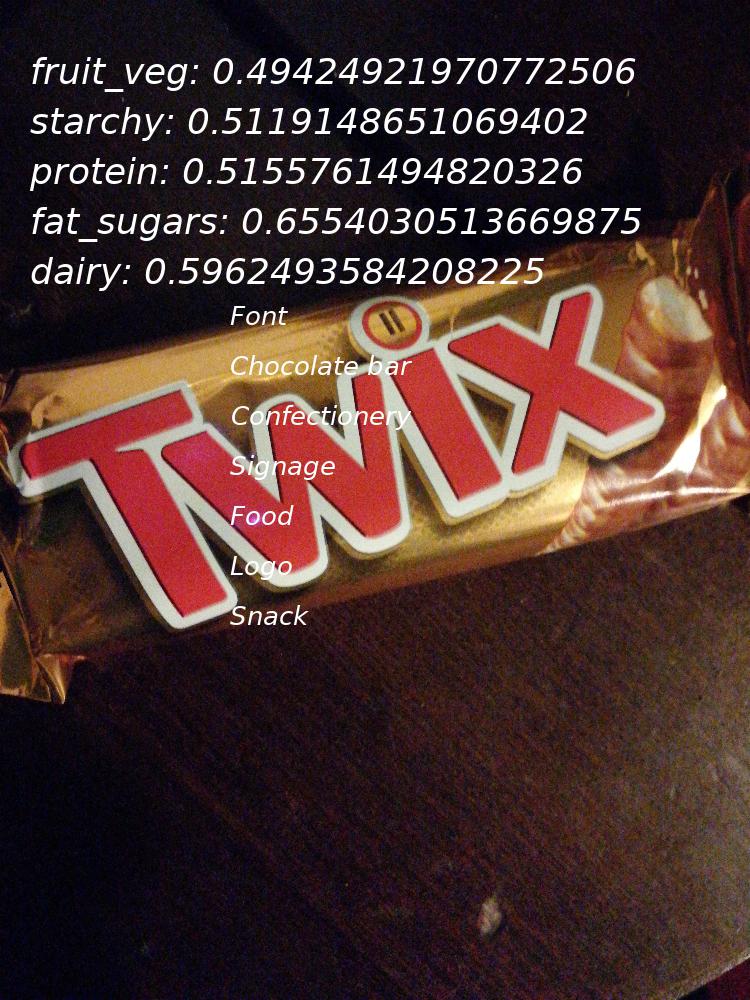 fruit_veg: 0.49424921970772506
starchy: 0.5119148651069402
protein: 0.5155761494820326
fat_sugars: 0.6554030513669875
dairy: 0.5962493584208225
Font
Chocolate bar
Confectionery
Signage
Food
Logo
Snack
Twix